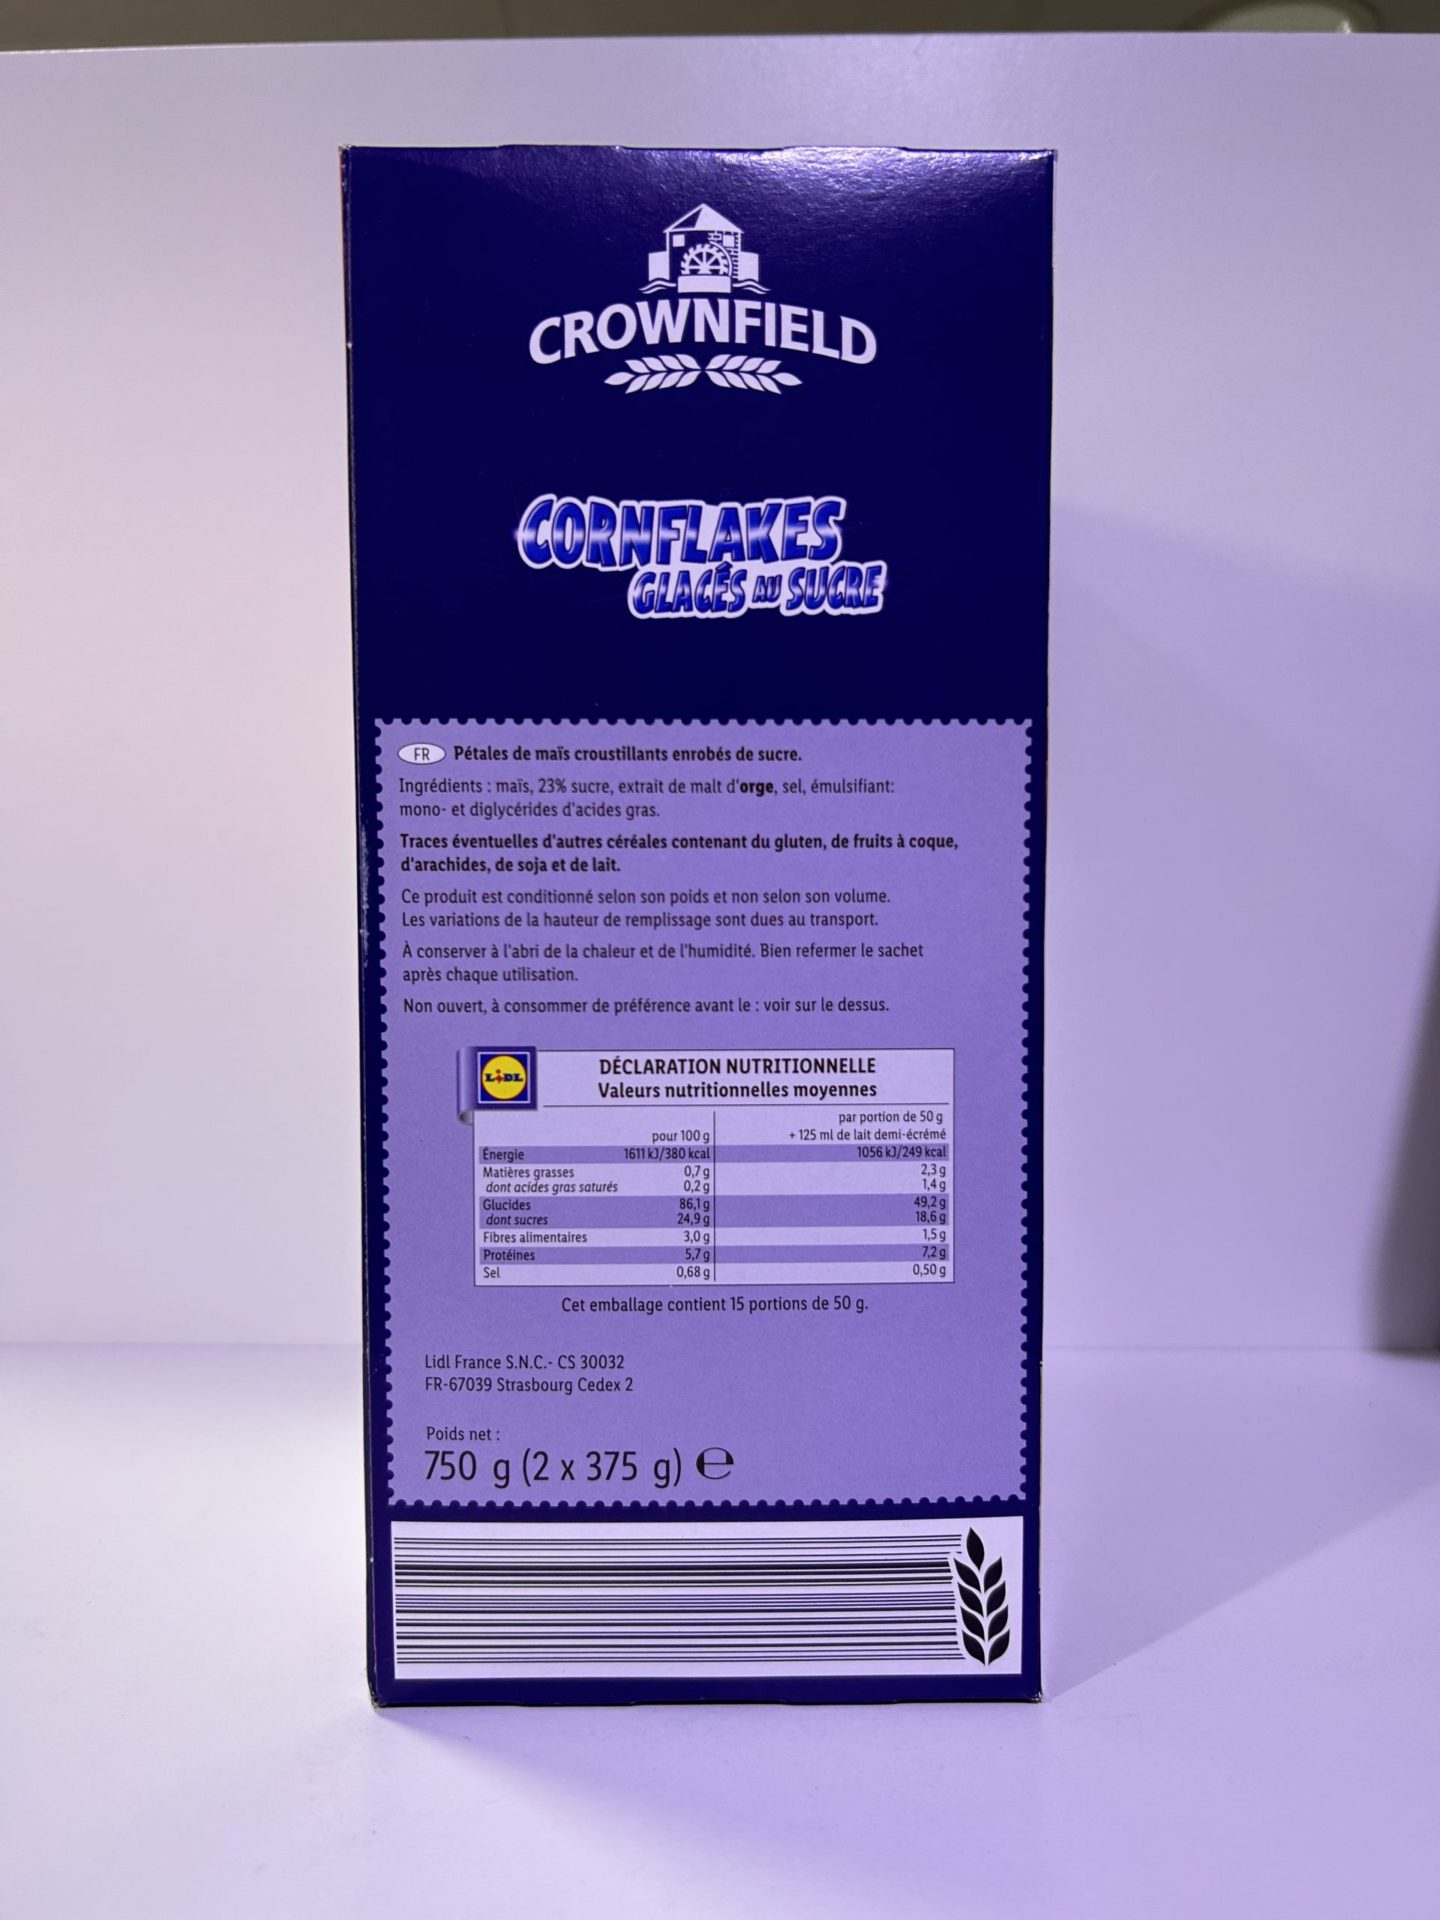 CROWNFIELD
CORNFLAKES
GLACÉS AU SUCRE
FR Pétales de maïs croustillants enrobés de sucre.
Ingrédients : maïs, 23% sucre, extrait de malt d'orge, sel, émulsifiant:
mono- et diglycérides d'acides gras.
Traces éventuelles d'autres céréales contenant du gluten, de fruits à coque,
d'arachides, de soja et de lait.
Ce produit est conditionné selon son poids et non selon son volume.
Les variations de la hauteur de remplissage sont dues au transport.
À conserver à l'abri de la chaleur et de l'humidité. Bien refermer le sachet
après chaque utilisation.
Non ouvert, à consommer de préférence avant le : voir sur le dessus.
LIDL
DÉCLARATION NUTRITIONNELLE
Valeurs nutritionnelles moyennes
par portion de 50 g
pour 100 g + 125 ml de lait demi-écrémé
Énergie 1611 kJ/380 kcal 1056 kJ/249 kcal
Matières grasses 0,7 g 2,3 g
dont acides gras saturés 0,2 g 1,4 g
Glucides 86,1 g 49,2 g
dont sucres 24,9 g 18,6 g
Fibres alimentaires 3,0 g 1,5 g
Protéines 5,7 g 7,2 g
Sel 0,68 g 0,50 g
Cet emballage contient 15 portions de 50 g.
Lidl France S.N.C.- CS 30032
FR-67039 Strasbourg Cedex 2
Poids net :
750 g (2 x 375 g) ℮